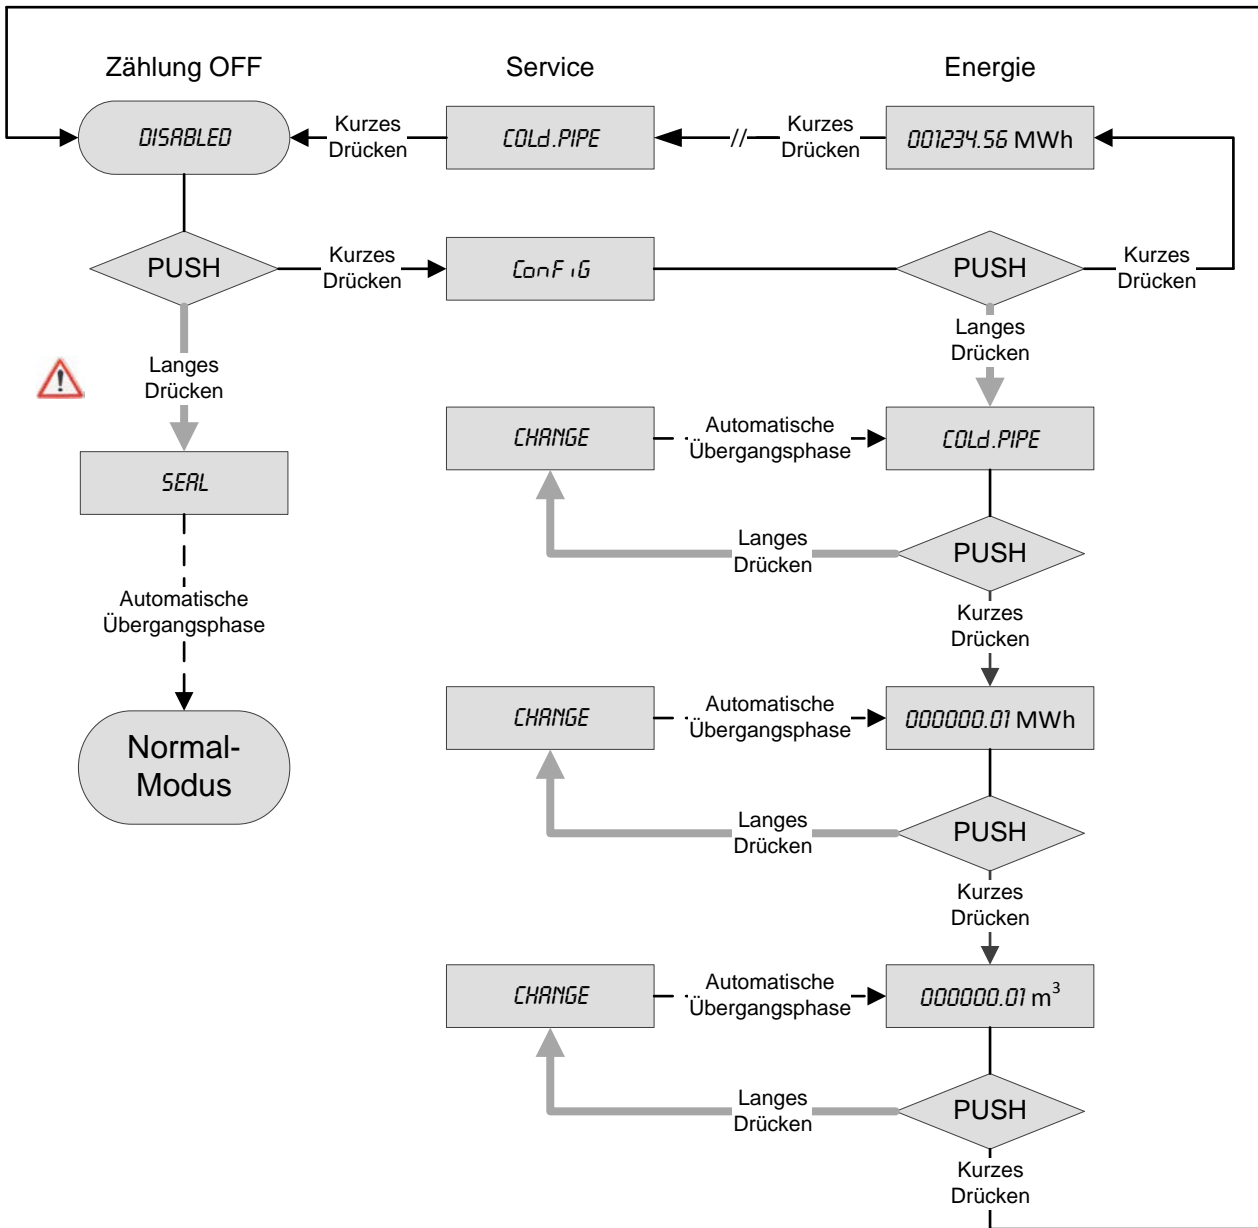 Zählung OFF
Service
Energie
DISABLED
Kurzes
Drücken
COLd.PIPE
//
Kurzes
Drücken
001234.56 MWh
PUSH
Kurzes
Drücken
ConFiG
PUSH
Kurzes
Drücken
Langes
Drücken
Langes
Drücken
CHANGE
Automatische
Übergangsphase
COLd.PIPE
SEAL
Langes
Drücken
PUSH
Automatische
Übergangsphase
Kurzes
Drücken
CHANGE
Automatische
Übergangsphase
000000.01 MWh
Normal-
Modus
Langes
Drücken
PUSH
Kurzes
Drücken
CHANGE
Automatische
Übergangsphase
000000.01 m³
Langes
Drücken
PUSH
Kurzes
Drücken